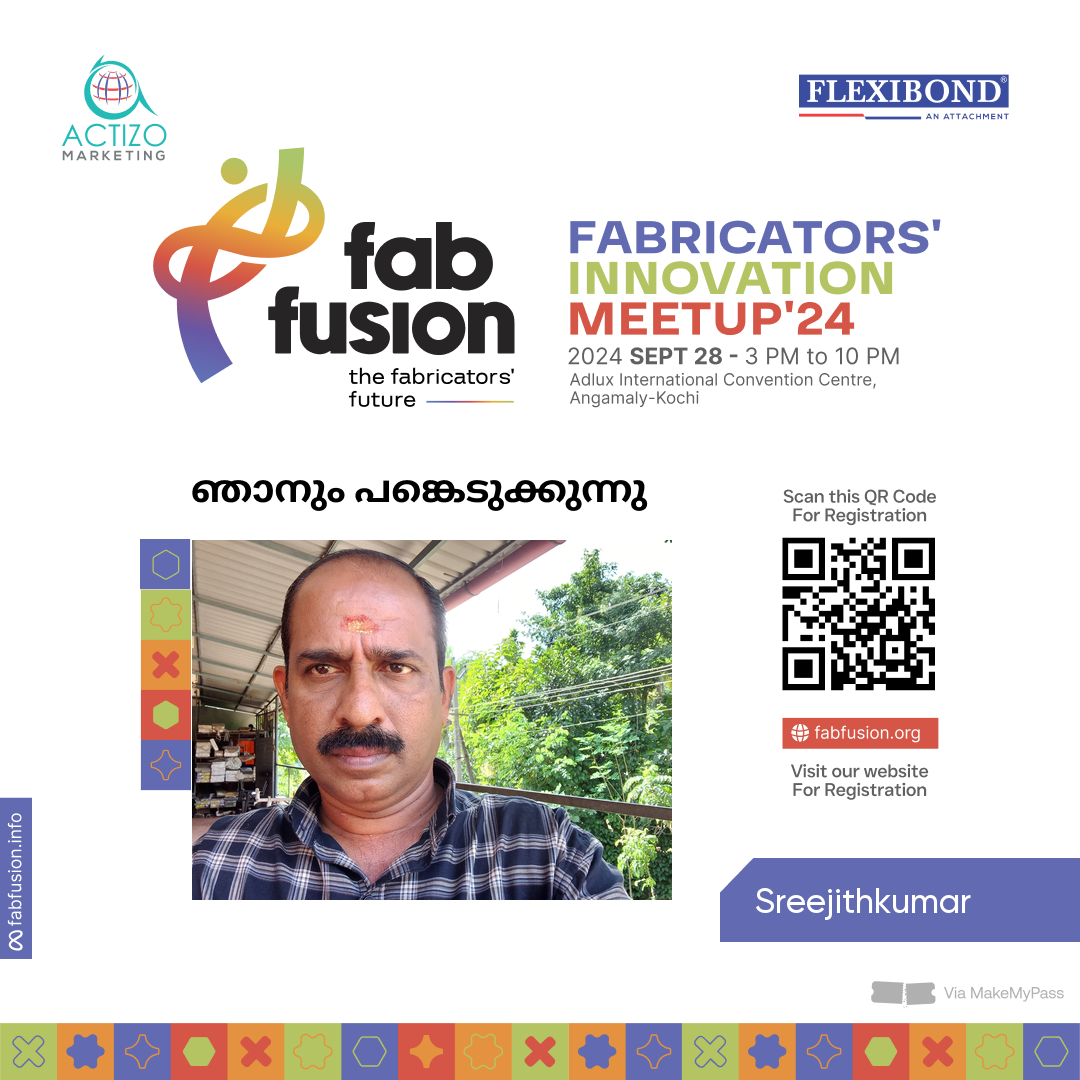 ACTIZO
MARKETING
FLEXIBOND®
AN ATTACHMENT
fab
fusion
the fabricators'
future
FABRICATORS'
INNOVATION
MEETUP'24
2024 SEPT 28 - 3 PM to 10 PM
Adlux International Convention Centre,
Angamaly-Kochi
ഞാനും പങ്കെടുക്കുന്നു
Scan this QR Code
For Registration
fabfusion.org
Visit our website
For Registration
fabfusion.info
Sreejithkumar
Via MakeMyPass